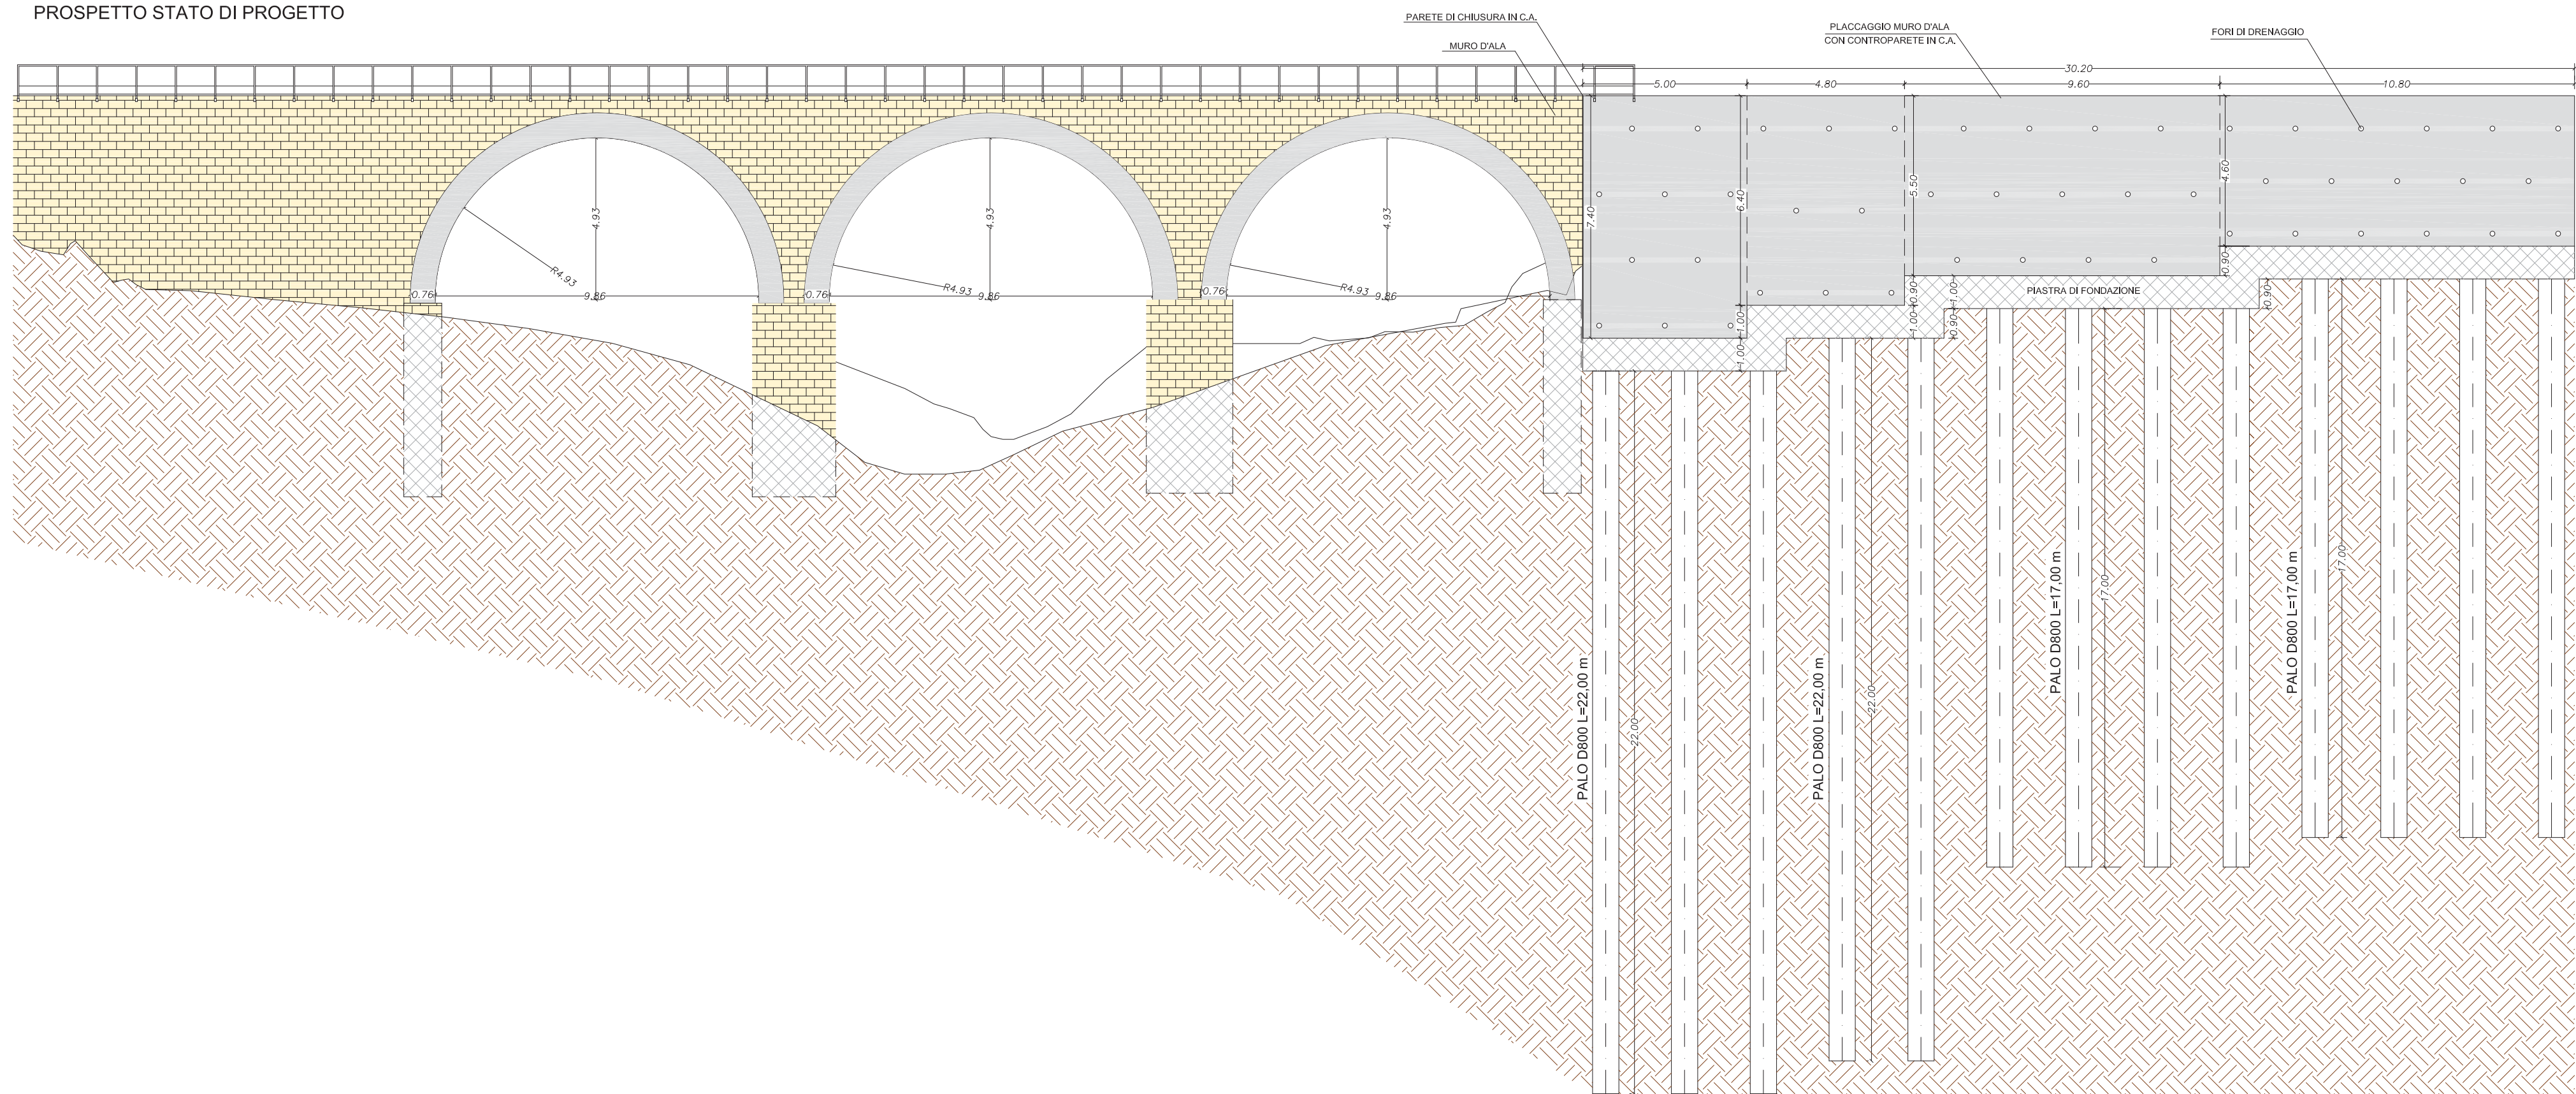 PROSPETTO STATO DI PROGETTO
PARETE DI CHIUSURA IN C.A.
MURO D'ALA
PLACCAGGIO MURO D'ALA
CON CONTROPARETE IN C.A.
FORI DI DRENAGGIO
30.20
5.00
4.80
9.60
10.80
4.93
4.93
4.93
7.40
6.40
5.50
4.60
R4.93
R4.93
R4.93
0.76
9.86
0.76
9.86
0.76
9.86
0.90
0.90
1.00
PIASTRA DI FONDAZIONE
0.90
1.00
1.00
0.90
1.00
PALO D800 L=22,00 m
22.00
PALO D800 L=22,00 m
22.00
PALO D800 L=17,00 m
17.00
PALO D800 L=17,00 m
17.00